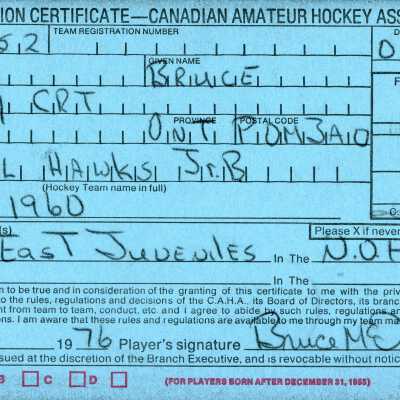 ION CERTIFICATE—CANADIAN AMATEUR HOCKEY ASS
TEAM REGISTRATION NUMBER
52
GIVEN NAME
BRUCE
CRT
PROVINCE POSTAL CODE
ONT P0M3A0
L HAWKS Jr.B
(Hockey Team name in full)
1960
(s) Please X if never
EAST JUVENILES In The N.O.H
In The
n to be true and in consideration of the granting of this certificate to me with the priv
to the rules, regulations and decisions of the C.A.H.A., its Board of Directors, its branc
nt from team to team, conduct, etc. and I agree to abide by such rules, regulations an
ons. I am aware that these rules and regulations are available to me through my team ma
1976 Player's signature Bruce McE
sued at the discretion of the Branch Executive, and is revocable without notic
B C D (FOR PLAYERS BORN AFTER DECEMBER 31, 1955)